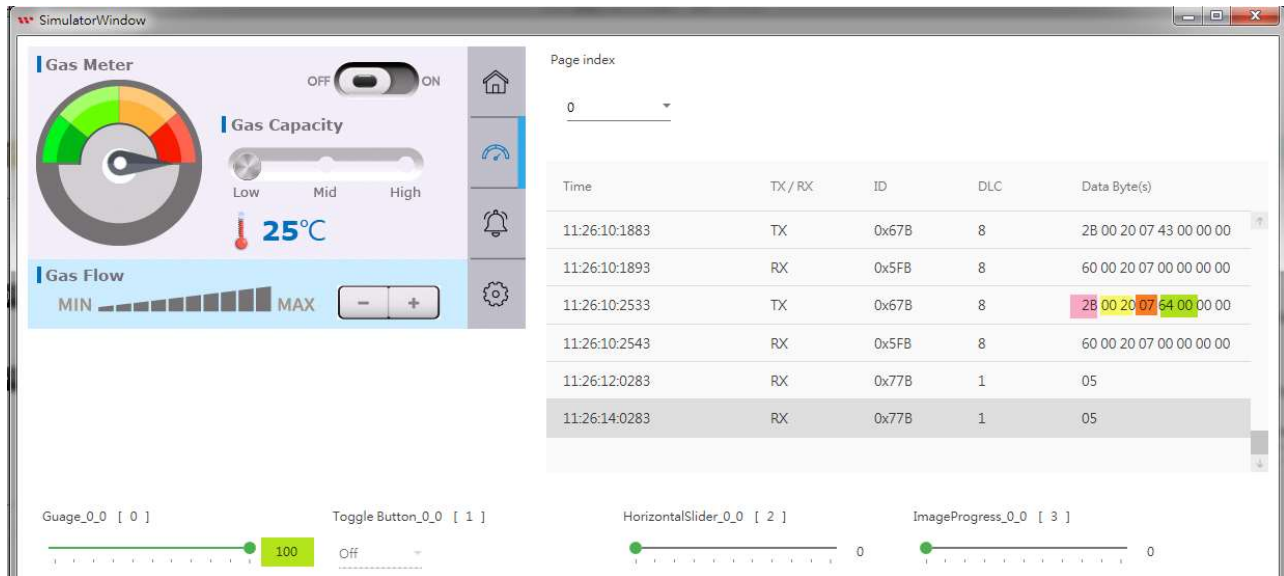 SimulatorWindow
Gas Meter
OFF ON
Gas Capacity
Low Mid High
25°C
Gas Flow
MIN MAX
- +
Page index
0
Time TX / RX ID DLC Data Byte(s)
11:26:10:1883 TX 0x67B 8 2B 00 20 07 43 00 00 00
11:26:10:1893 RX 0x5FB 8 60 00 20 07 00 00 00 00
11:26:10:2533 TX 0x67B 8 2B 00 20 07 64 00 00 00
11:26:10:2543 RX 0x5FB 8 60 00 20 07 00 00 00 00
11:26:12:0283 RX 0x77B 1 05
11:26:14:0283 RX 0x77B 1 05
Guage_0_0 [ 0 ] Toggle Button_0_0 [ 1 ] HorizontalSlider_0_0 [ 2 ] ImageProgress_0_0 [ 3 ]
100 Off 0 0